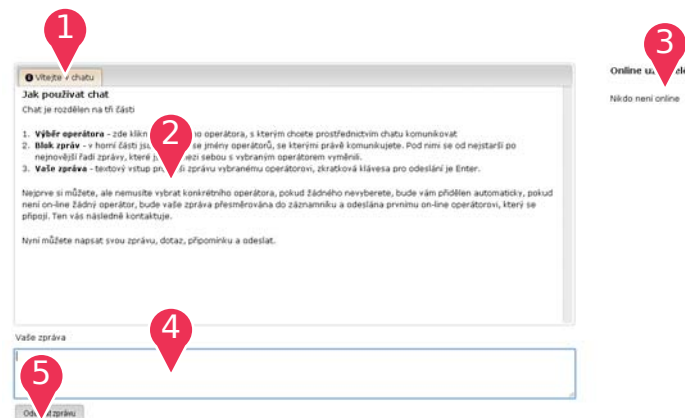 1
Vítejte v chatu
3
Online
Nikdo není online
Jak používat chat
Chat je rozdělen na tři části
2
1. Výběr operátora - zde klikn operátora, s kterým chcete prostřednictvím chatu komunikovat
2. Blok zpráv - v horní části jsou se jmény operátorů, se kterými právě komunikujete. Pod nimi se od nejstarší po
nejnovější řadí zprávy, které mezi sebou s vybraným operátorem vyměnili.
3. Vaše zpráva - textový vstup pro zprávu vybranému operátorovi, zkratková klávesa pro odeslání je Enter.
Nejprve si můžete, ale nemusíte vybrat konkrétního operátora, pokud žádného nevyberete, bude vám přidělen automaticky, pokud
není on-line žádný operátor, bude vaše zpráva přesměrována do záznamníku a odeslána prvnímu on-line operátorovi, který se
připojí. Ten vás následně kontaktuje.
Nyní můžete napsat svou zprávu, dotaz, připomínku a odeslat.
4
Vaše zpráva
5
zprávu